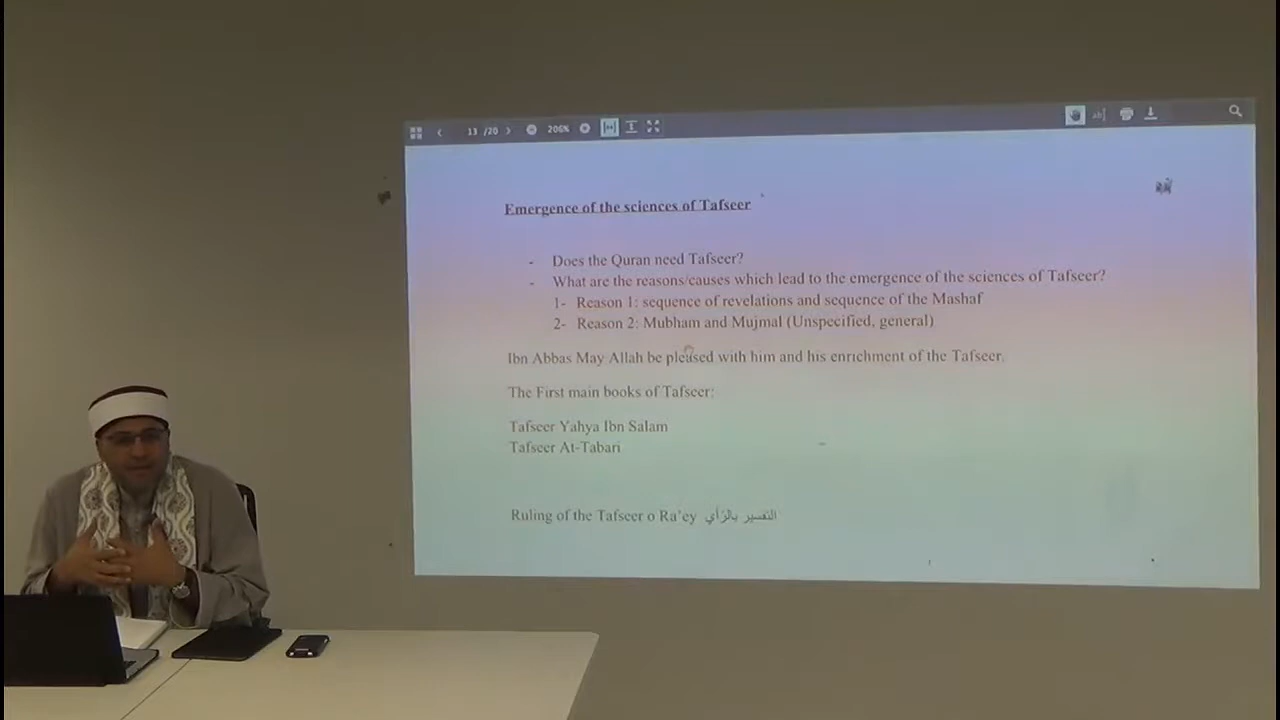 13 /20
206%
Emergence of the sciences of Tafseer
- Does the Quran need Tafseer?
- What are the reasons/causes which lead to the emergence of the sciences of Tafseer?
1- Reason 1: sequence of revelations and sequence of the Mashaf
2- Reason 2: Mubham and Mujmal (Unspecified, general)
Ibn Abbas May Allah be pleased with him and his enrichment of the Tafseer.
The First main books of Tafseer:
Tafseer Yahya Ibn Salam
Tafseer At-Tabari
Ruling of the Tafseer o Ra'ey التفسير بالرأي